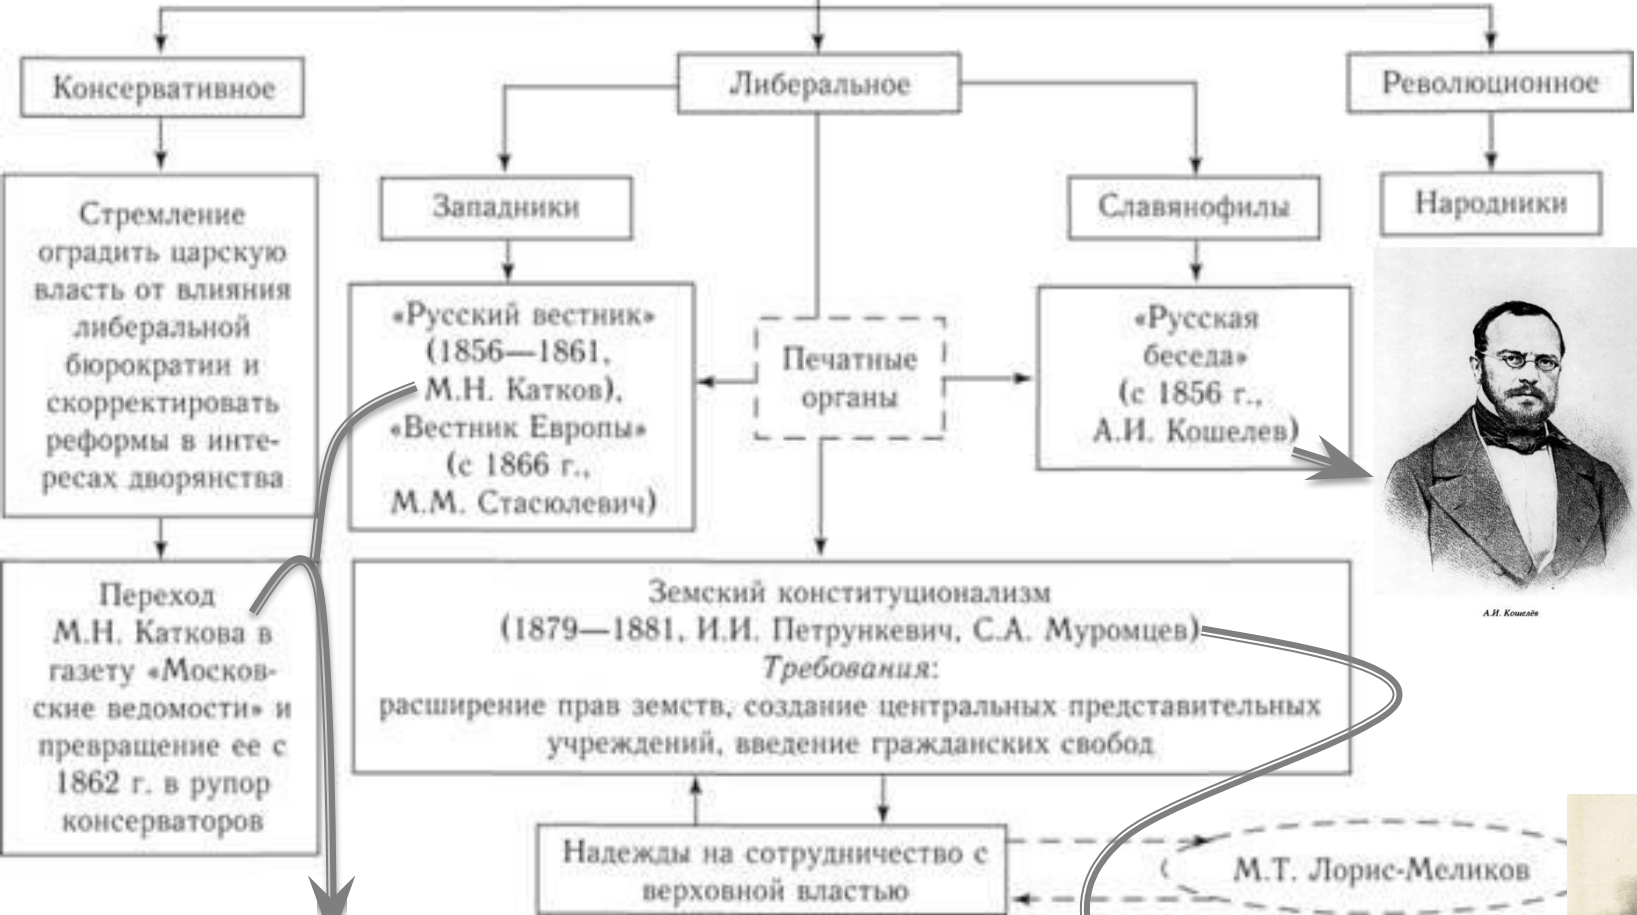 Консервативное
Либеральное
Революционное
Западники
Славянофилы
Народники
Стремление
оградить царскую
власть от влияния
либеральной
бюрократии и
скорректировать
реформы в инте-
ресах дворянства
«Русский вестник»
(1856—1861,
М.Н. Катков),
«Вестник Европы»
(с 1866 г.,
М.М. Стасюлевич)
Печатные
органы
«Русская
беседа»
(с 1856 г.,
А.И. Кошелев)
А.И. Кошелёв
Переход
М.Н. Каткова в
газету «Москов-
ские ведомости» и
превращение ее с
1862 г. в рупор
консерваторов
Земский конституционализм
(1879—1881, И.И. Петрункевич, С.А. Муромцев)
Требования:
расширение прав земств, создание центральных представительных
учреждений, введение гражданских свобод
Надежды на сотрудничество с
верховной властью
М.Т. Лорис-Меликов